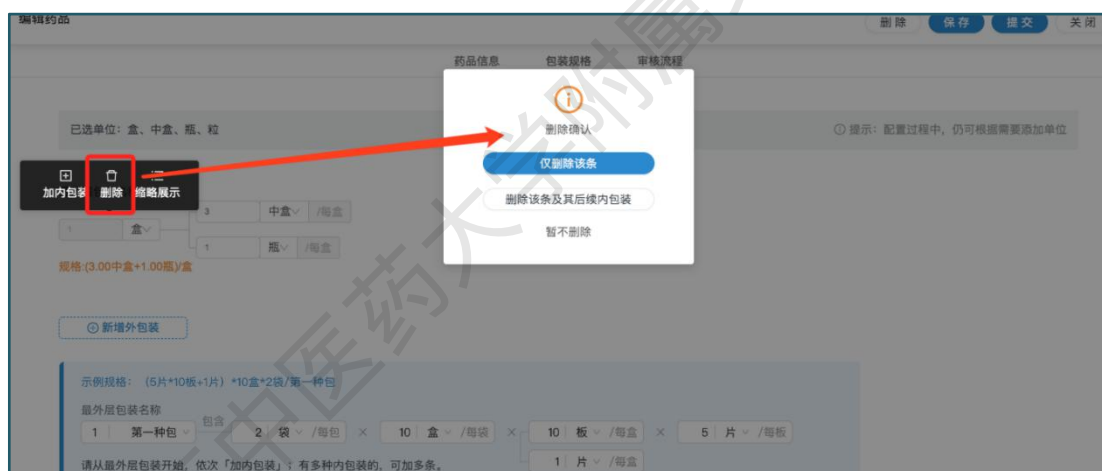 编辑药品
删除 保存 提交 关闭
药品信息 包装规格 审核流程
已选单位：盒、中盒、瓶、粒
提示：配置过程中，仍可根据需要添加单位
删除确认
仅删除该条
删除该条及其后续内包装
暂不删除
加内包装 删除 缩略展示
3 中盒 /每盒
1 盒
1 瓶 /每盒
规格:(3.00中盒+1.00瓶)/盒
新增外包装
示例规格：（5片*10板+1片）*10盒*2袋/第一种包
最外层包装名称
包含
1 第一种包 2 袋 /每包 × 10 盒 /每袋 × 10 板 /每盒 × 5 片 /每板
1 片 /每盒
请从最外层包装开始，依次「加内包装」；有多种内包装的，可加多条。
中医药大学附属